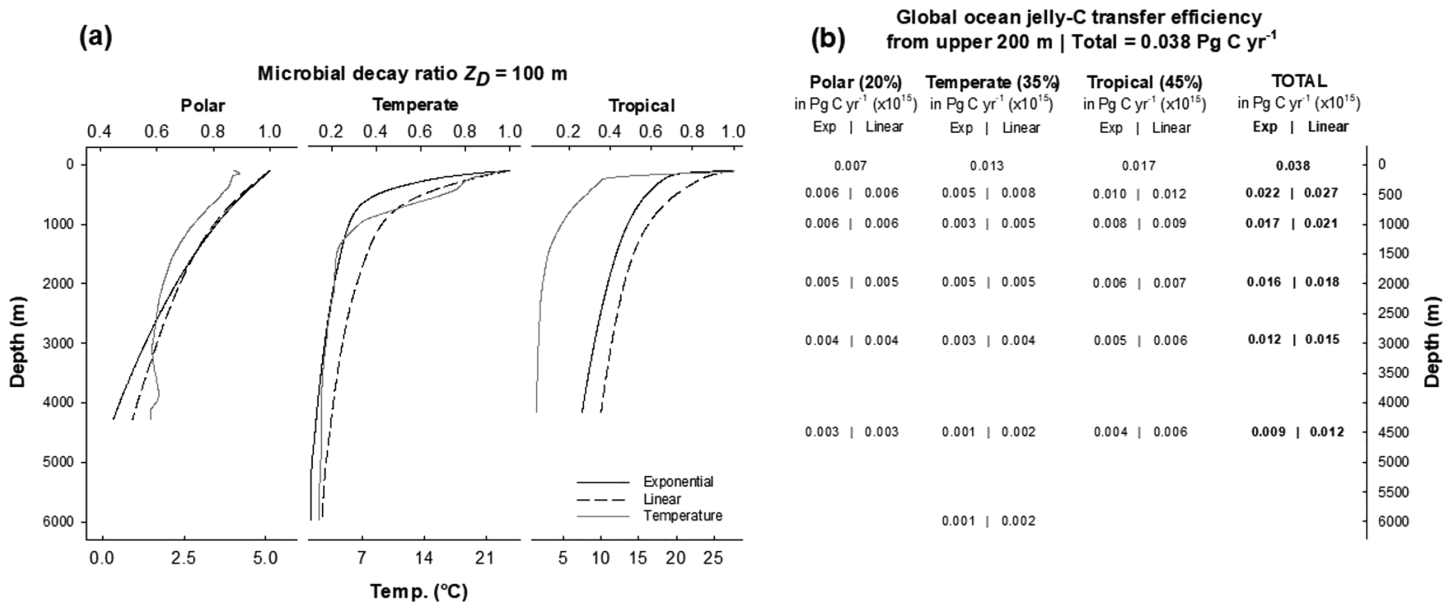 (a)
Microbial decay ratio Z_D = 100 m
Polar Temperate Tropical
0.4 0.6 0.8 1.0 0.2 0.4 0.6 0.8 1.0 0.2 0.4 0.6 0.8 1.0
0
1000
2000
3000
4000
5000
6000
Depth (m)
Exponential
Linear
Temperature
0.0 2.5 5.0 7 14 21 5 10 15 20 25
Temp. (°C)
(b)
Global ocean jelly-C transfer efficiency
from upper 200 m | Total = 0.038 Pg C yr⁻¹
Polar (20%) Temperate (35%) Tropical (45%) TOTAL
in Pg C yr⁻¹ (x10¹⁵) in Pg C yr⁻¹ (x10¹⁵) in Pg C yr⁻¹ (x10¹⁵) in Pg C yr⁻¹ (x10¹⁵)
Exp | Linear Exp | Linear Exp | Linear Exp | Linear
0.007 0.013 0.017 0.038 0
0.006 | 0.006 0.005 | 0.008 0.010 | 0.012 0.022 | 0.027 500
0.006 | 0.006 0.003 | 0.005 0.008 | 0.009 0.017 | 0.021 1000
1500
0.005 | 0.005 0.005 | 0.005 0.006 | 0.007 0.016 | 0.018 2000
2500
0.004 | 0.004 0.003 | 0.004 0.005 | 0.006 0.012 | 0.015 3000
3500
4000
0.003 | 0.003 0.001 | 0.002 0.004 | 0.006 0.009 | 0.012 4500
5000
5500
0.001 | 0.002 6000
Depth (m)